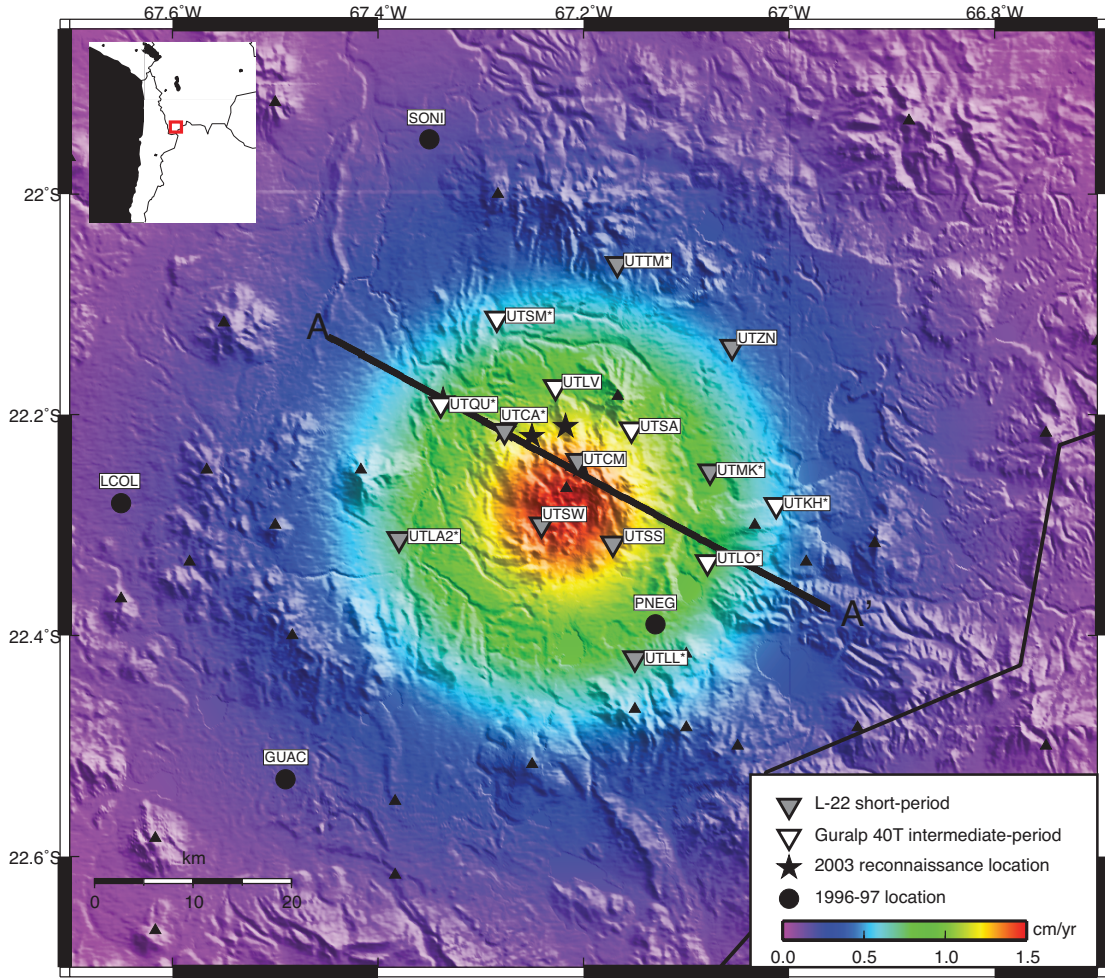 67.6˚W
67.4˚W
67.2˚W
67˚W
66.8˚W
22˚S
22.2˚S
22.4˚S
22.6˚S
SONI
UTTM*
UTSM*
UTZN
A
UTLV
UTQU*
UTCA*
UTSA
UTCM
UTMK*
LCOL
UTKH*
UTSW
UTLA2*
UTSS
UTLO*
PNEG
A'
UTLL*
GUAC
km
0 10 20
L-22 short-period
Guralp 40T intermediate-period
2003 reconnaissance location
1996-97 location
cm/yr
0.0 0.5 1.0 1.5